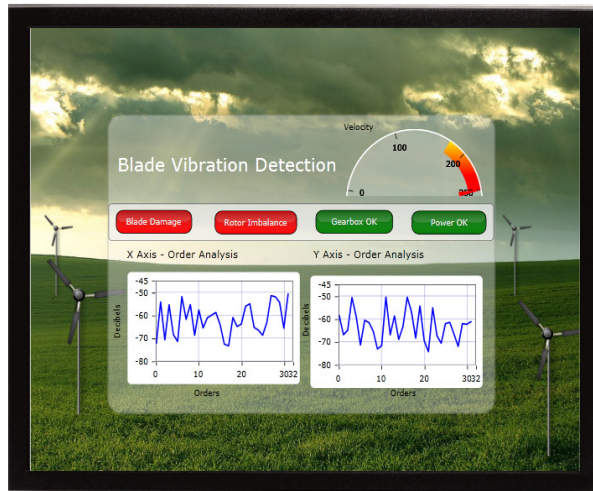 Velocity
100
Blade Vibration Detection
200
0
250
Blade Damage
Rotor Imbalance
Gearbox OK
Power OK
X Axis - Order Analysis
Y Axis - Order Analysis
-45
-50
-60
-70
-80
Decibels
0 10 20 3032
Orders
-45
-50
-60
-70
-80
Decibels
0 10 20 3032
Orders